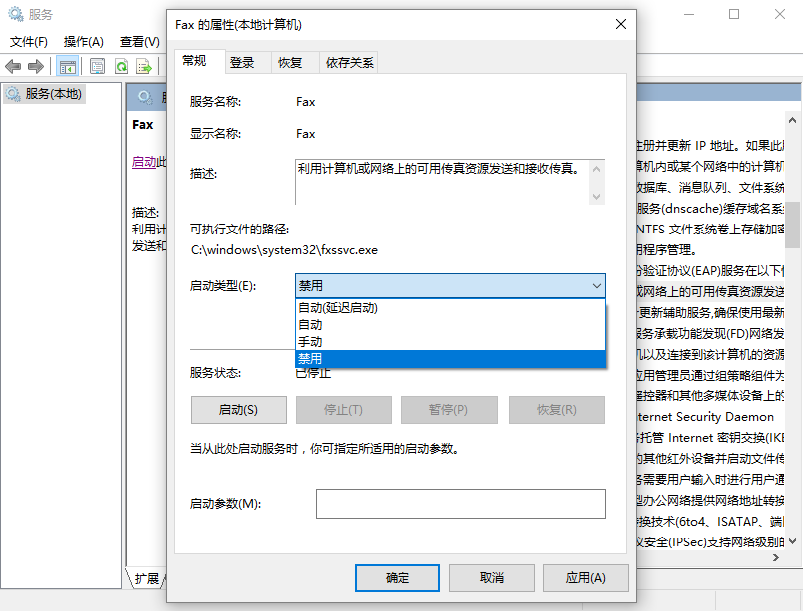 服务
文件(F) 操作(A) 查看(V)
服务(本地)
Fax
启动此
描述:
利用计
发送和
扩展
Fax 的属性(本地计算机)
常规 登录 恢复 依存关系
服务名称: Fax
显示名称: Fax
描述: 利用计算机或网络上的可用传真资源发送和接收传真。
可执行文件的路径:
C:\windows\system32\fxssvc.exe
启动类型(E): 禁用
自动(延迟启动)
自动
手动
禁用
服务状态: 已停止
启动(S) 停止(T) 暂停(P) 恢复(R)
当从此处启动服务时，你可指定所适用的启动参数。
启动参数(M):
确定 取消 应用(A)
注册并更新 IP 地址。如果此
算机内或某个网络中的计算机
数据库、消息队列、文件系统
服务(dnscache)缓存域名系
NTFS 文件系统卷上存储加密
用程序管理。
份验证协议(EAP)服务在以下
或网络上的可用传真资源发送
更新辅助服务,确保使用最新
服务承载功能发现(FD)网络发
机以及连接到该计算机的资源
应用管理员通过组策略组件为
遥控器和其他多媒体设备上的
ternet Security Daemon
务托管 Internet 密钥交换(IKE
的其他红外设备并启动文件传
务需要用户输入时进行用户通
型办公网络提供网络地址转换
换技术(6to4、ISATAP、端
议安全(IPSec)支持网络级别